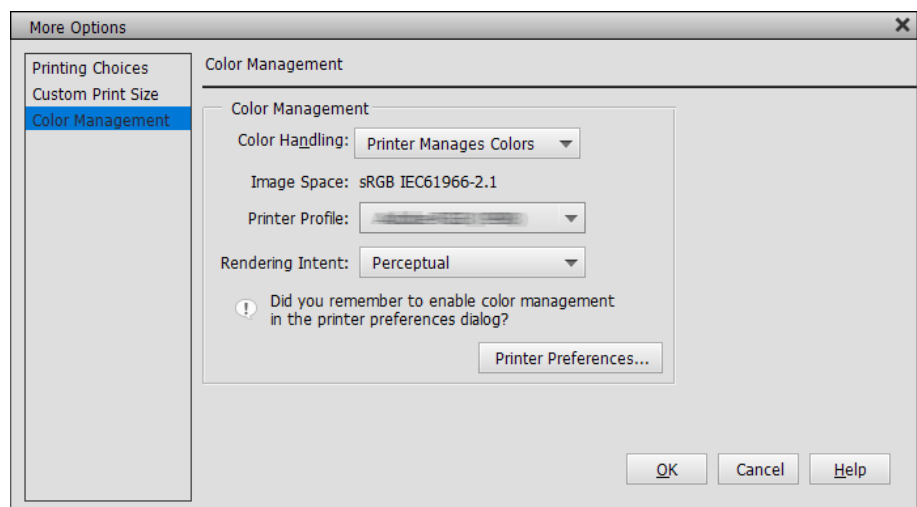 More Options
Printing Choices
Custom Print Size
Color Management
Color Management
Color Management
Color Handling: Printer Manages Colors
Image Space: sRGB IEC61966-2.1
Printer Profile:
Rendering Intent: Perceptual
Did you remember to enable color management
in the printer preferences dialog?
Printer Preferences...
OK Cancel Help